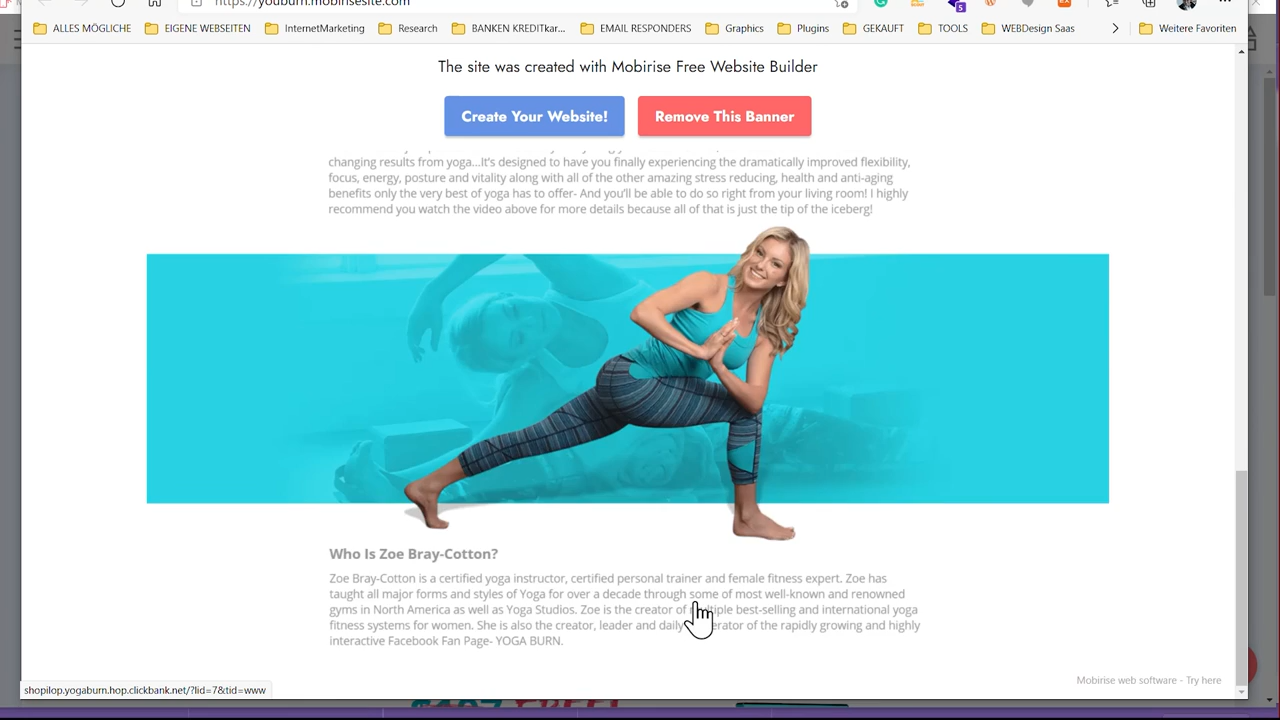 https://youburn.mobirisesite.com
5
ALLES MÖGLICHE EIGENE WEBSEITEN InternetMarketing Research BANKEN KREDITkar... EMAIL RESPONDERS Graphics Plugins GEKAUFT TOOLS WEBDesign Saas Weitere Favoriten
The site was created with Mobirise Free Website Builder
Create Your Website! Remove This Banner
changing results from yoga...It's designed to have you finally experiencing the dramatically improved flexibility,
focus, energy, posture and vitality along with all of the other amazing stress reducing, health and anti-aging
benefits only the very best of yoga has to offer- And you'll be able to do so right from your living room! I highly
recommend you watch the video above for more details because all of that is just the tip of the iceberg!
Who Is Zoe Bray-Cotton?
Zoe Bray-Cotton is a certified yoga instructor, certified personal trainer and female fitness expert. Zoe has
taught all major forms and styles of Yoga for over a decade through some of most well-known and renowned
gyms in North America as well as Yoga Studios. Zoe is the creator of multiple best-selling and international yoga
fitness systems for women. She is also the creator, leader and daily of the rapidly growing and highly
interactive Facebook Fan Page- YOGA BURN.
Mobirise web software - Try here
shopilop.yogaburn.hop.clickbank.net/?lid=7&tid=www